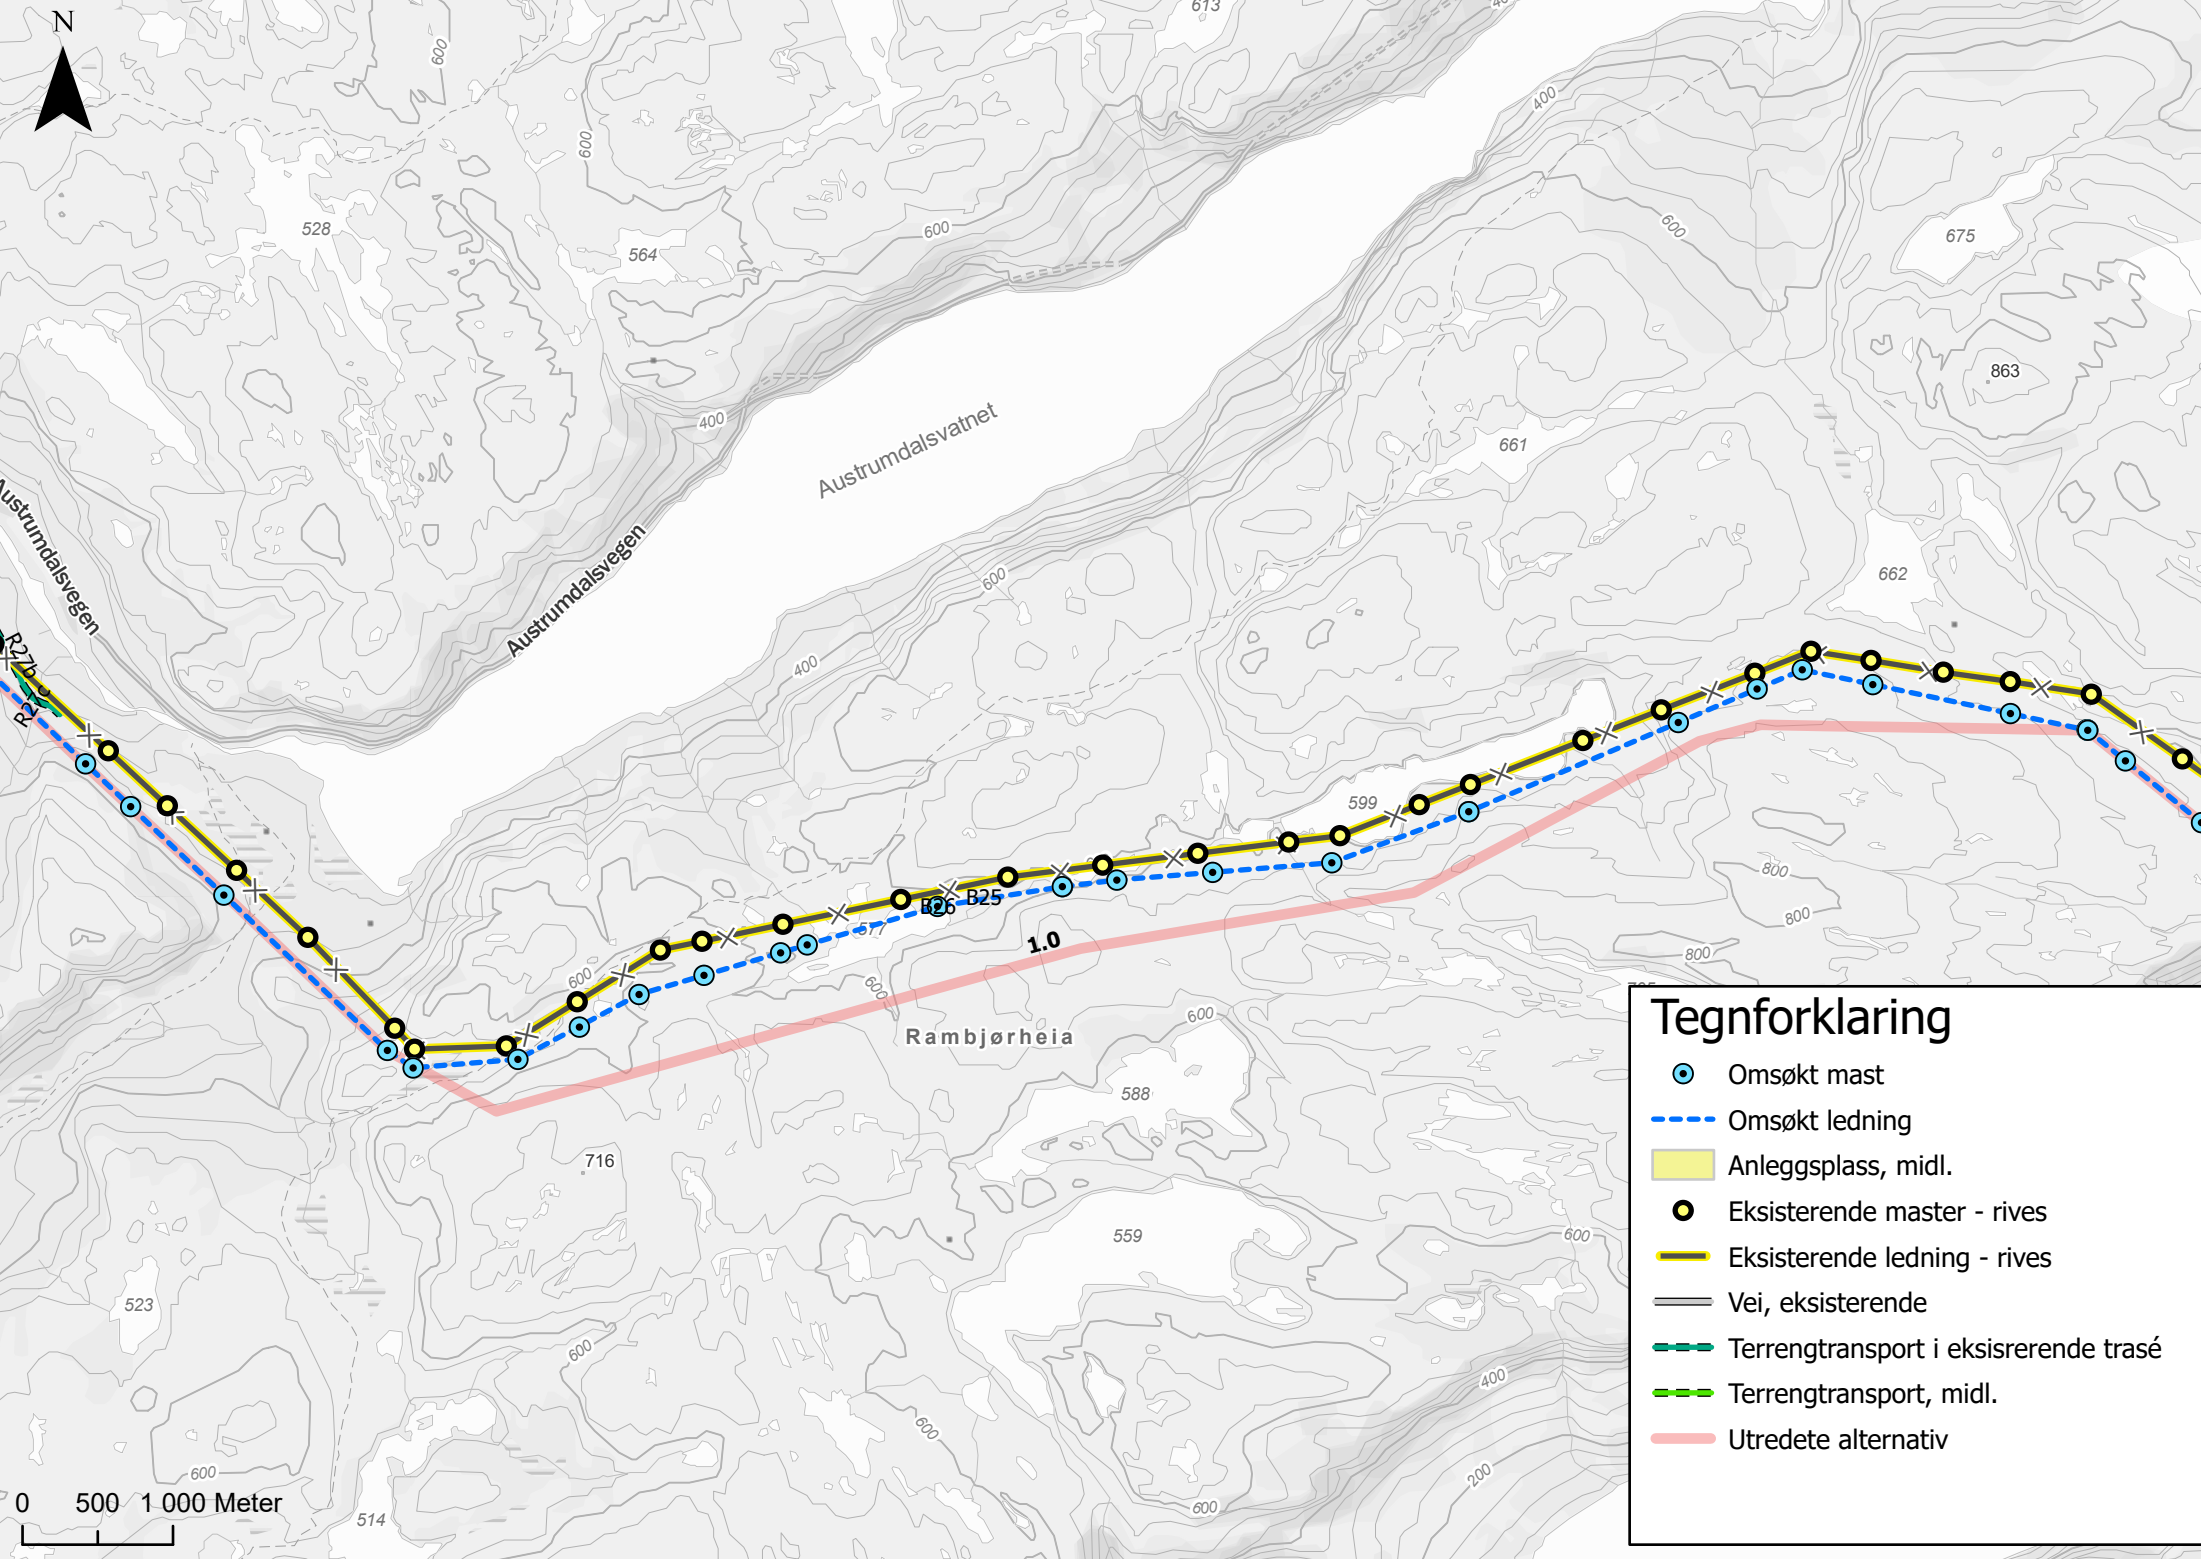 N
613
400
600
600
528
564
600
400
600
675
863
400
Austrumdalsvatnet
661
Austrumdalsvegen
Austrumdalsvegen
600
662
400
R27b
599
800
800
800
B26
B25
577
1.0
600
600
Rambjørheia
600
588
716
559
600
523
600
400
600
200
600
600
514
0 500 1 000 Meter
Tegnforklaring
Omsøkt mast
Omsøkt ledning
Anleggsplass, midl.
Eksisterende master - rives
Eksisterende ledning - rives
Vei, eksisterende
Terrengtransport i eksisrerende trasé
Terrengtransport, midl.
Utredete alternativ